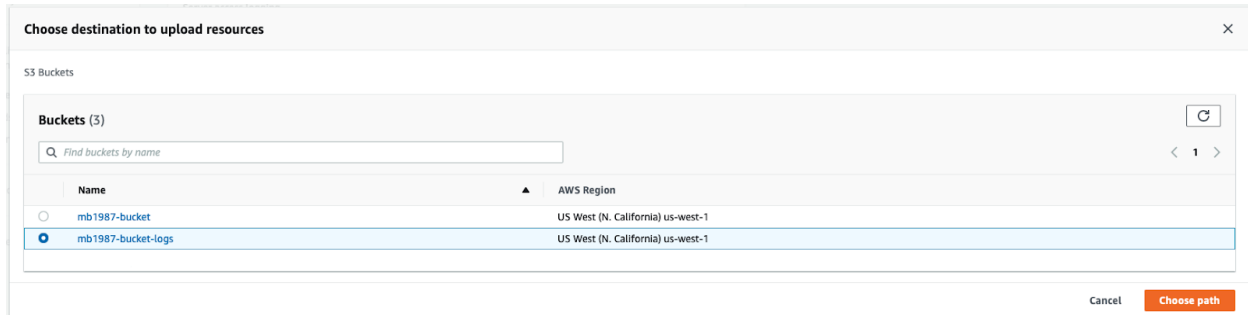 Choose destination to upload resources
S3 Buckets
Buckets (3)
Find buckets by name
1
Name AWS Region
mb1987-bucket US West (N. California) us-west-1
mb1987-bucket-logs US West (N. California) us-west-1
Cancel Choose path